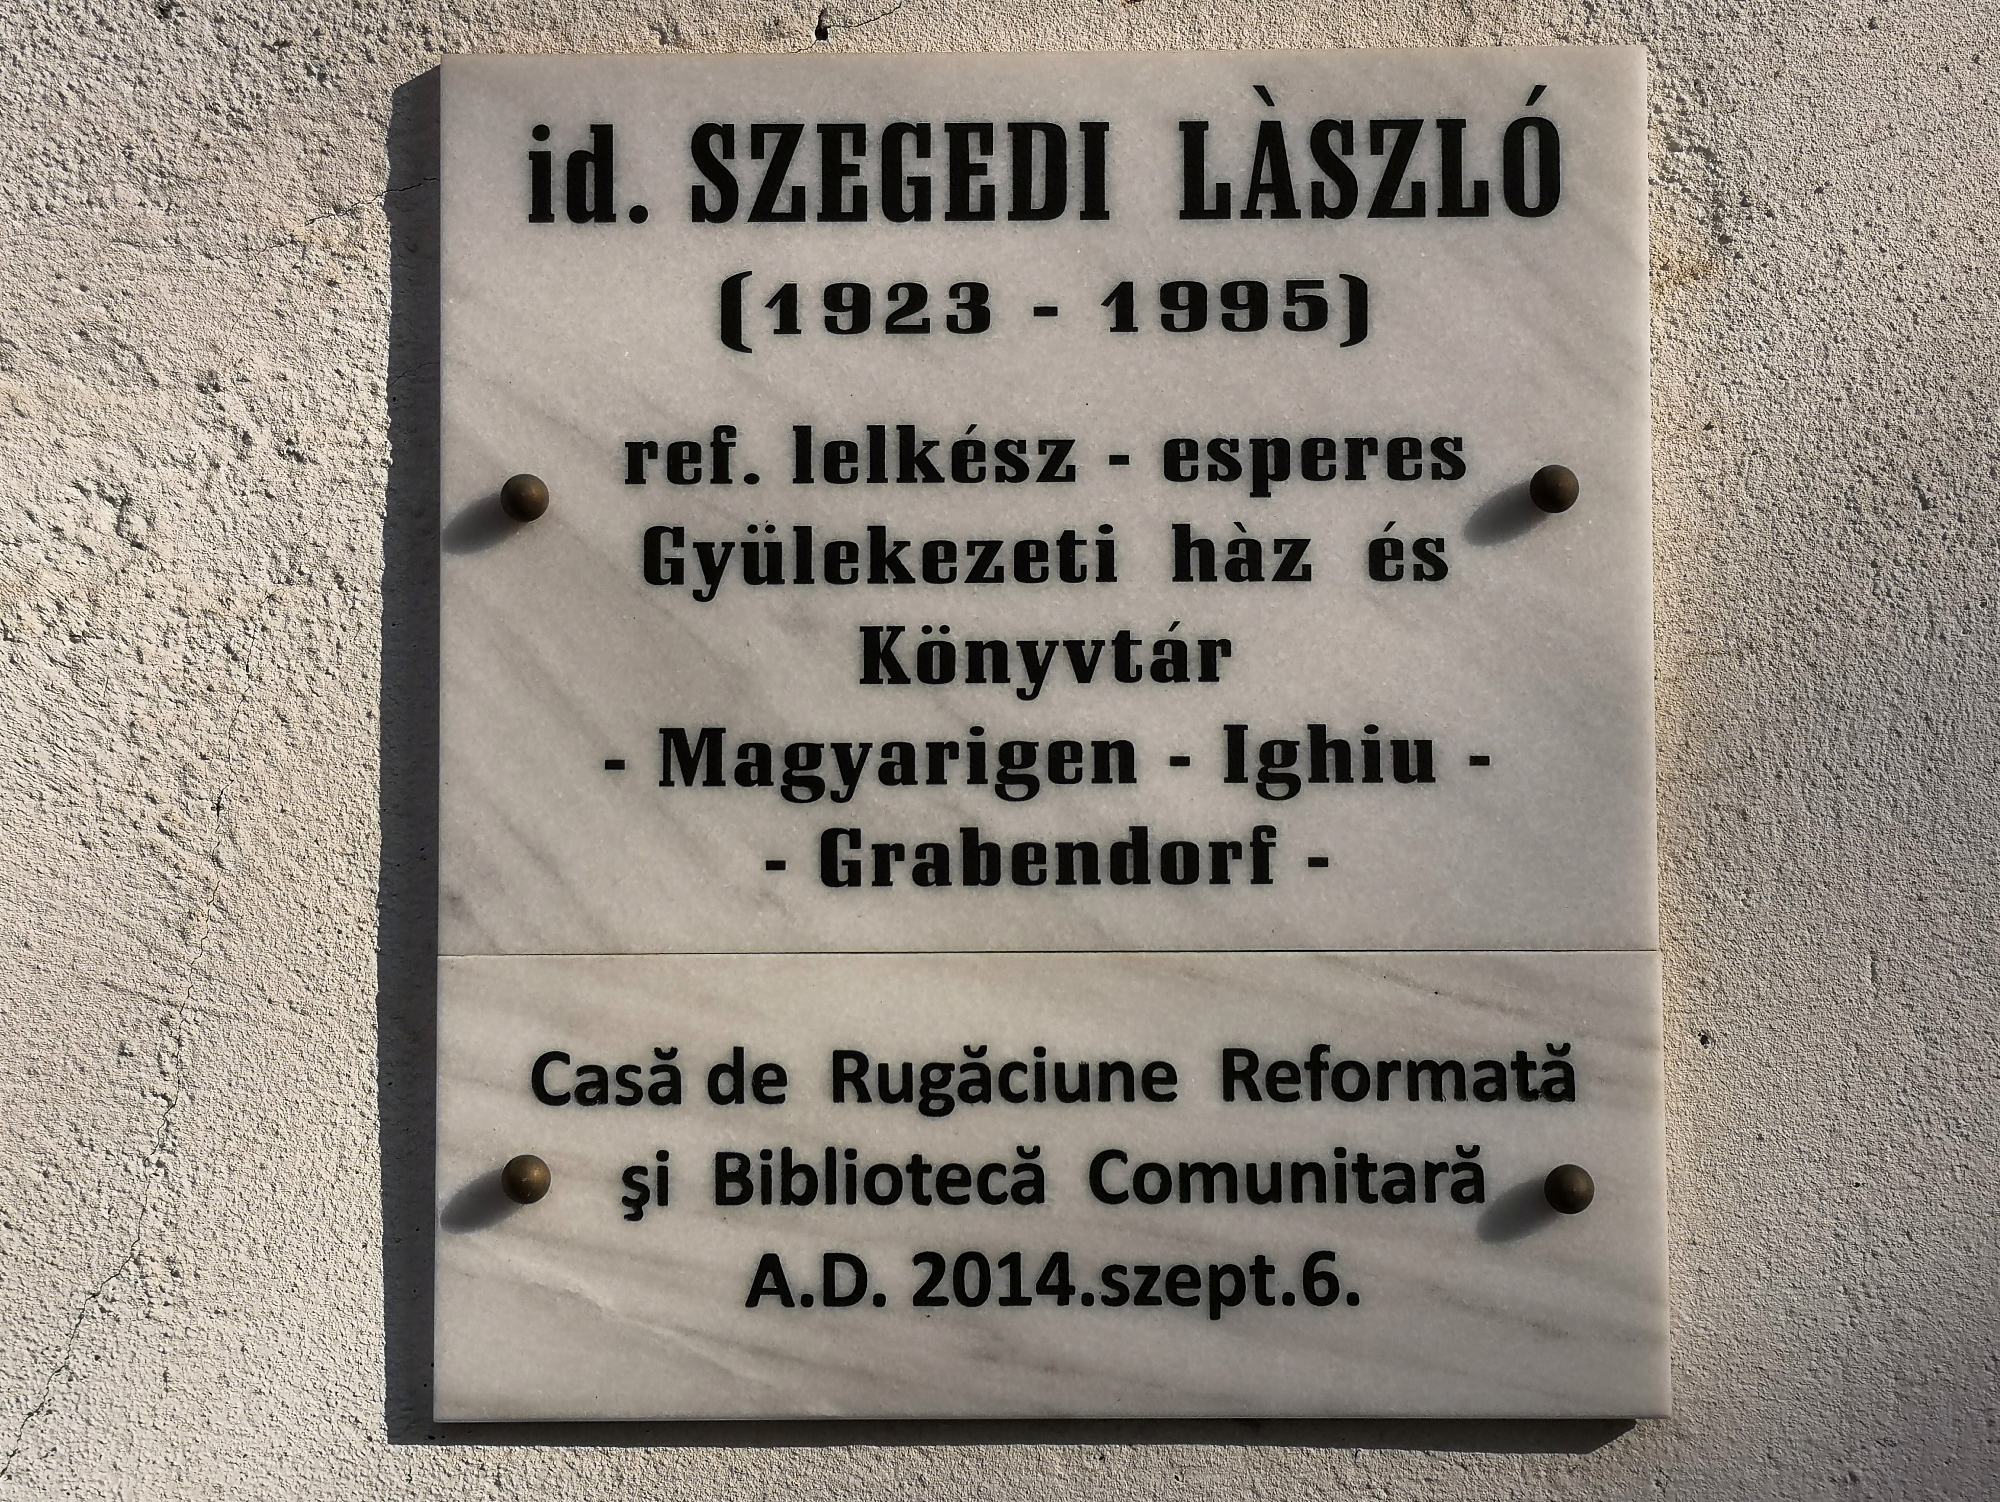 id. SZEGEDI LÀSZLÓ
(1923 - 1995)
ref. lelkész - esperes
Gyülekezeti hàz és
Könyvtár
- Magyarigen - Ighiu -
- Grabendorf -
Casă de Rugăciune Reformată
şi Bibliotecă Comunitară
A.D. 2014.szept.6.